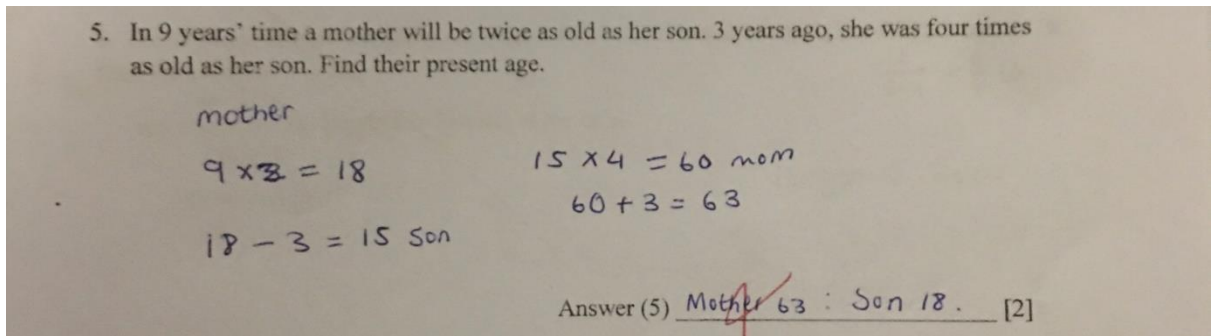 5. In 9 years' time a mother will be twice as old as her son. 3 years ago, she was four times
as old as her son. Find their present age.
mother
9 x 2 = 18
18 - 3 = 15 Son
15 x 4 = 60 mom
60 + 3 = 63
Answer (5) Mother 63 : Son 18. [2]